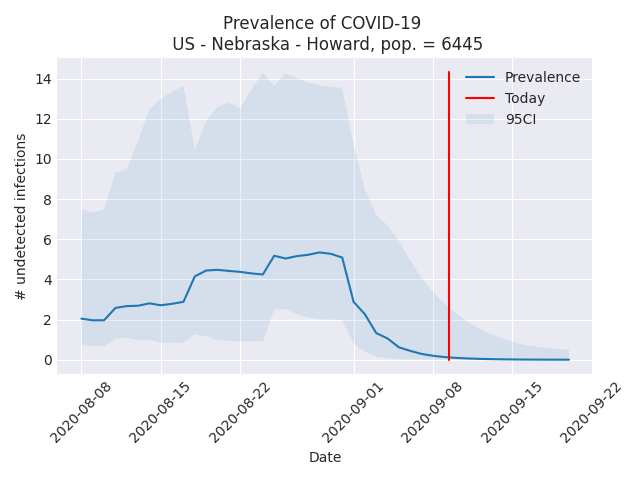 Prevalence of COVID-19
US - Nebraska - Howard, pop. = 6445
# undetected infections
14
12
10
8
6
4
2
0
Prevalence
Today
95CI
2020-08-08
2020-08-15
2020-08-22
2020-09-01
2020-09-08
2020-09-15
2020-09-22
Date